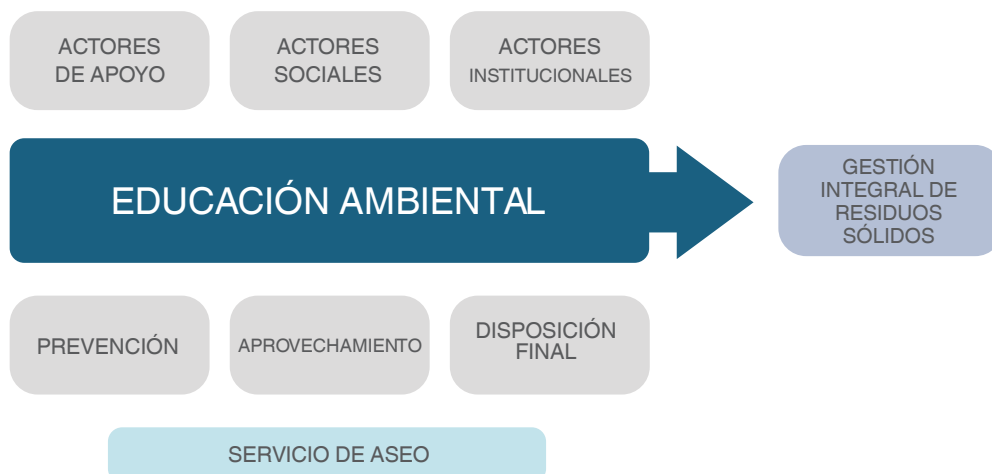 ACTORES
DE APOYO
ACTORES
SOCIALES
ACTORES
INSTITUCIONALES
EDUCACIÓN AMBIENTAL
GESTIÓN
INTEGRAL DE
RESIDUOS
SÓLIDOS
PREVENCIÓN
APROVECHAMIENTO
DISPOSICIÓN
FINAL
SERVICIO DE ASEO